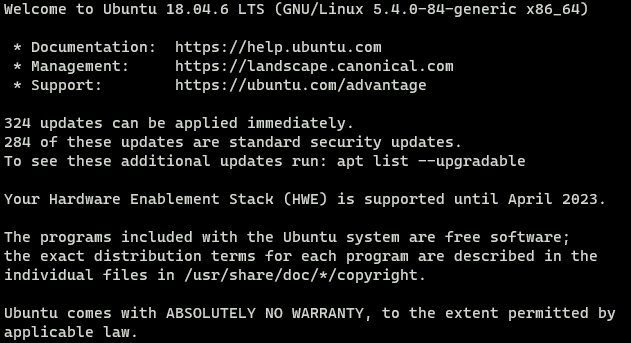 Welcome to Ubuntu 18.04.6 LTS (GNU/Linux 5.4.0-84-generic x86_64)
* Documentation:  https://help.ubuntu.com
* Management:     https://landscape.canonical.com
* Support:        https://ubuntu.com/advantage
324 updates can be applied immediately.
284 of these updates are standard security updates.
To see these additional updates run: apt list --upgradable
Your Hardware Enablement Stack (HWE) is supported until April 2023.
The programs included with the Ubuntu system are free software;
the exact distribution terms for each program are described in the
individual files in /usr/share/doc/*/copyright.
Ubuntu comes with ABSOLUTELY NO WARRANTY, to the extent permitted by
applicable law.